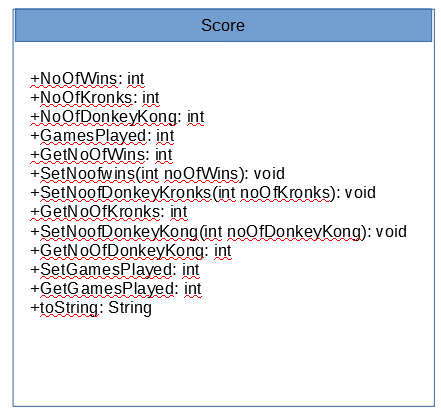 Score
+NoOfWins: int
+NoOfKronks: int
+NoOfDonkeyKong: int
+GamesPlayed: int
+GetNoOfWins: int
+SetNoofwins(int noOfWins): void
+SetNoofDonkeyKronks(int noOfKronks): void
+GetNoOfKronks: int
+SetNoofDonkeyKong(int noOfDonkeyKong): void
+GetNoOfDonkeyKong: int
+SetGamesPlayed: int
+GetGamesPlayed: int
+toString: String